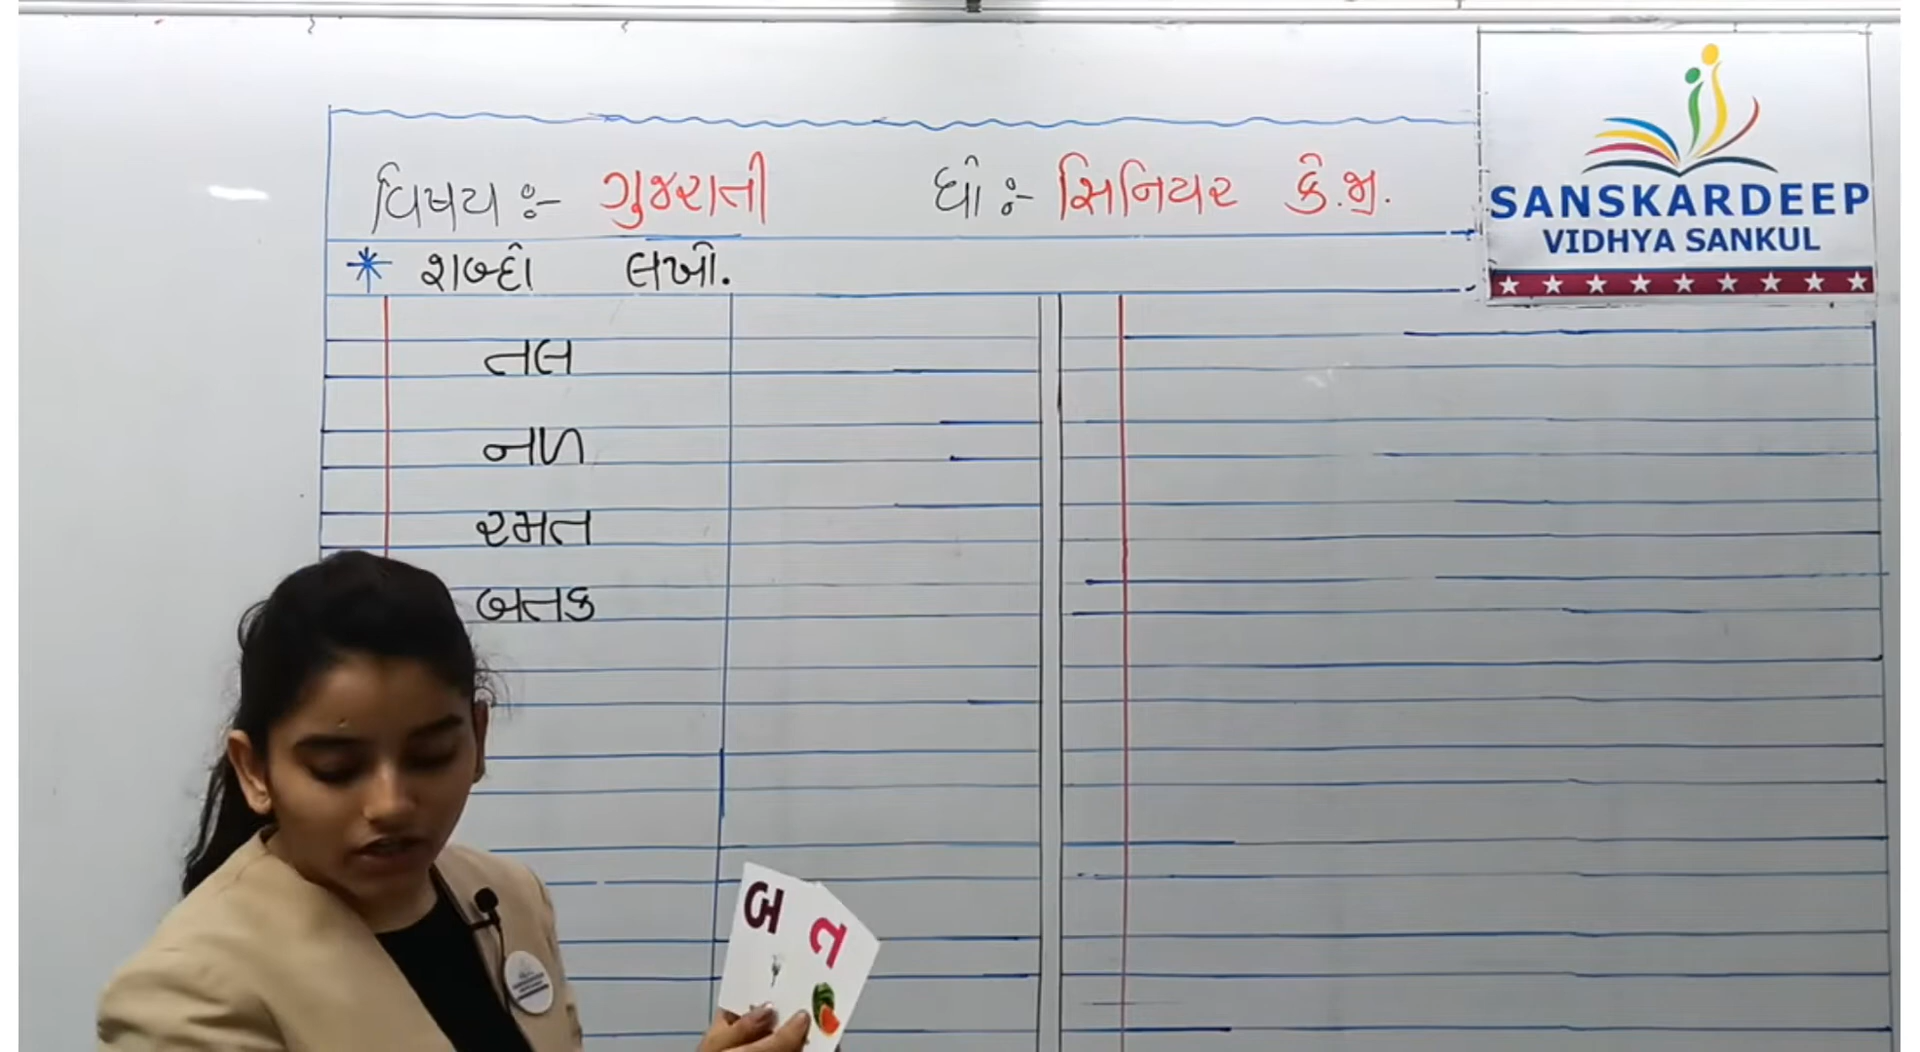 વિષય :- ગુજરાતી ધો :- સિનિયર કે.જી.
SANSKARDEEP
VIDHYA SANKUL
* શબ્દો લખો.
તલ
નળ
રમત
બતક
બ ત